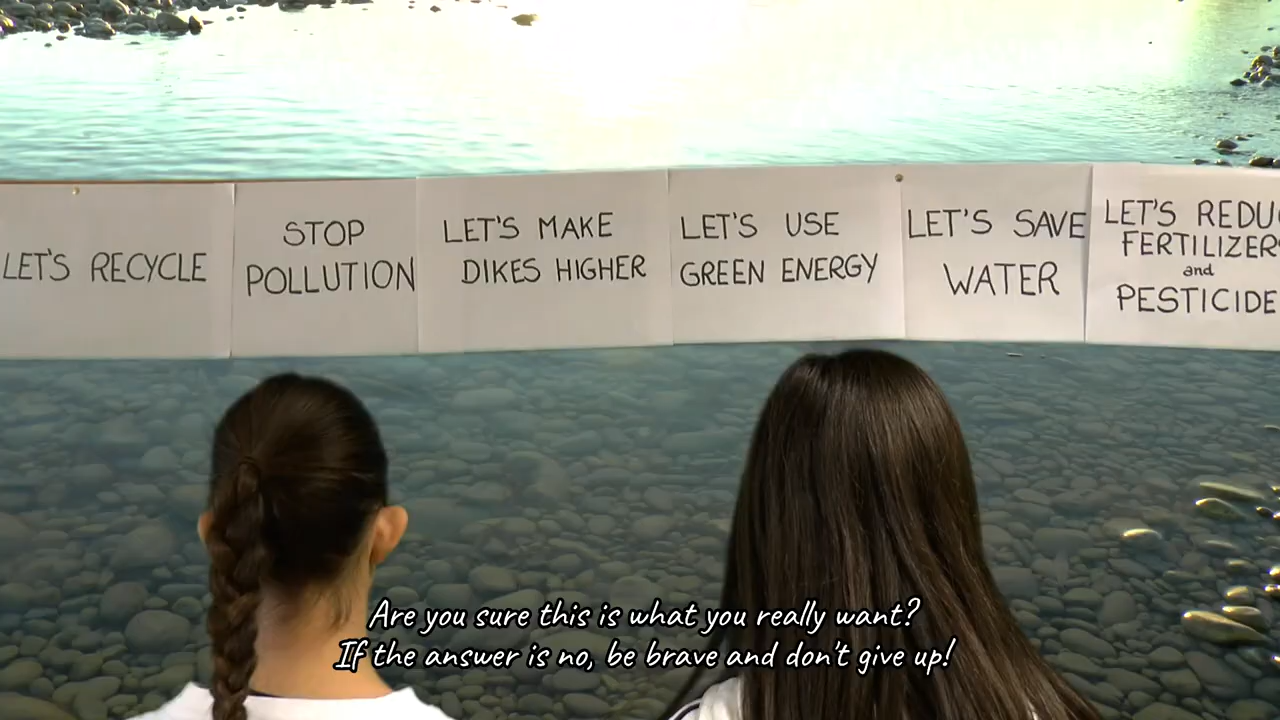 LET'S RECYCLE
STOP
POLLUTION
LET'S MAKE
DIKES HIGHER
LET'S USE
GREEN ENERGY
LET'S SAVE
WATER
LET'S REDU
FERTILIZER
and
PESTICIDE
Are you sure this is what you really want?
If the answer is no, be brave and don't give up!